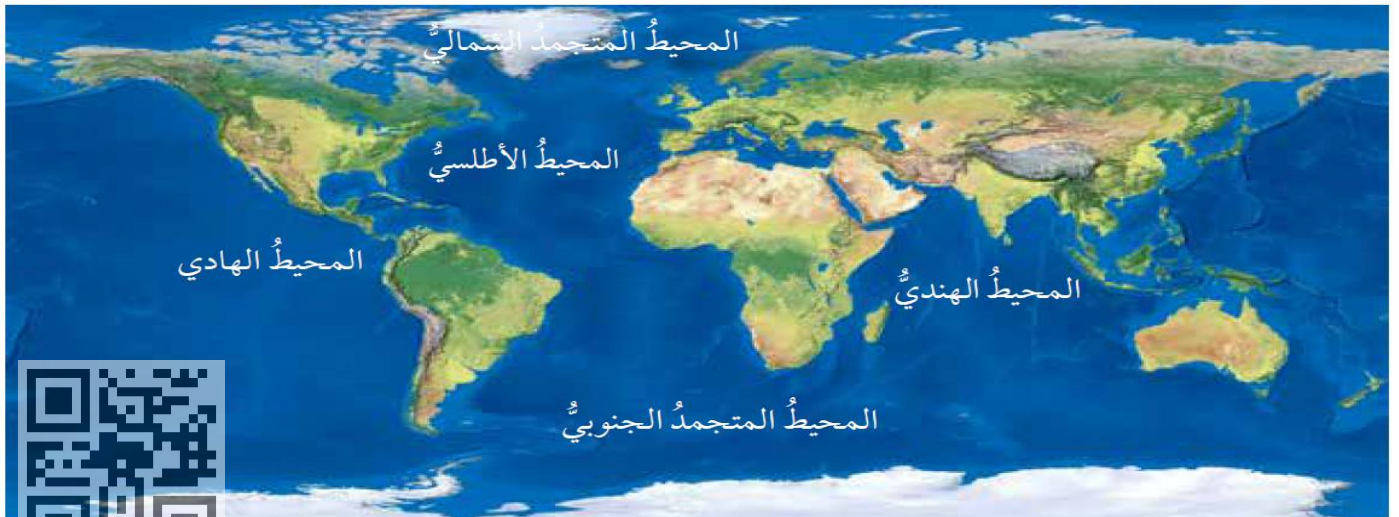 المحيطُ المتجمدُ الشماليُّ
المحيطُ الأطلسيُّ
المحيطُ الهادي
المحيطُ الهنديُّ
المحيطُ المتجمدُ الجنوبيُّ